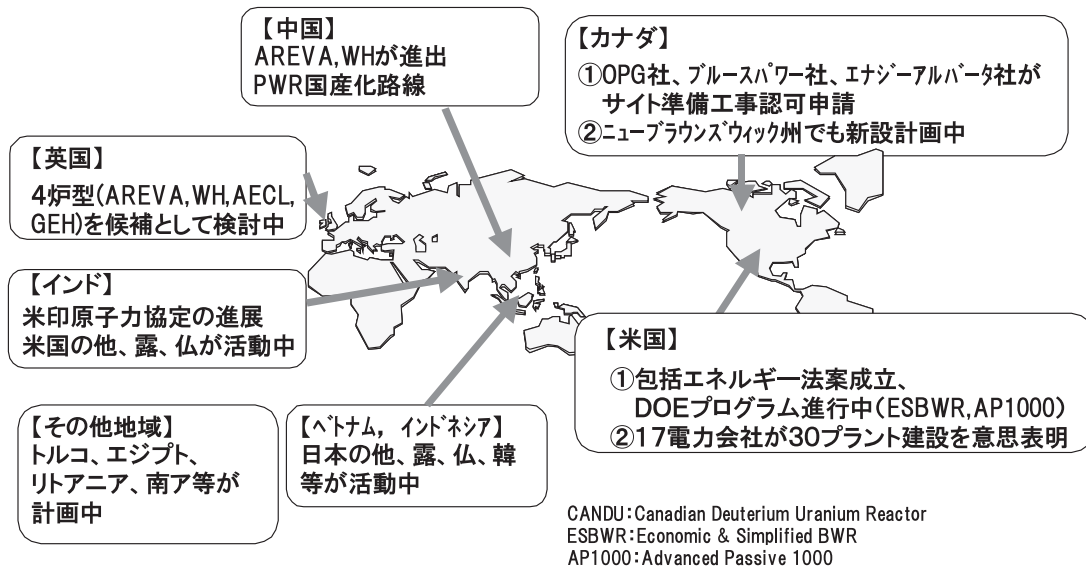 【中国】
AREVA,WHが進出
PWR国産化路線
【カナダ】
①OPG社、ブルースパワー社、エナジーアルバータ社が
サイト準備工事認可申請
②ニューブラウンズウィック州でも新設計画中
【英国】
4炉型(AREVA,WH,AECL,
GEH)を候補として検討中
【インド】
米印原子力協定の進展
米国の他、露、仏が活動中
【米国】
①包括エネルギー法案成立、
DOEプログラム進行中(ESBWR,AP1000)
②17電力会社が30プラント建設を意思表明
【その他地域】
トルコ、エジプト、
リトアニア、南ア等が
計画中
【ベトナム, インドネシア】
日本の他、露、仏、韓
等が活動中
CANDU:Canadian Deuterium Uranium Reactor
ESBWR:Economic & Simplified BWR
AP1000:Advanced Passive 1000